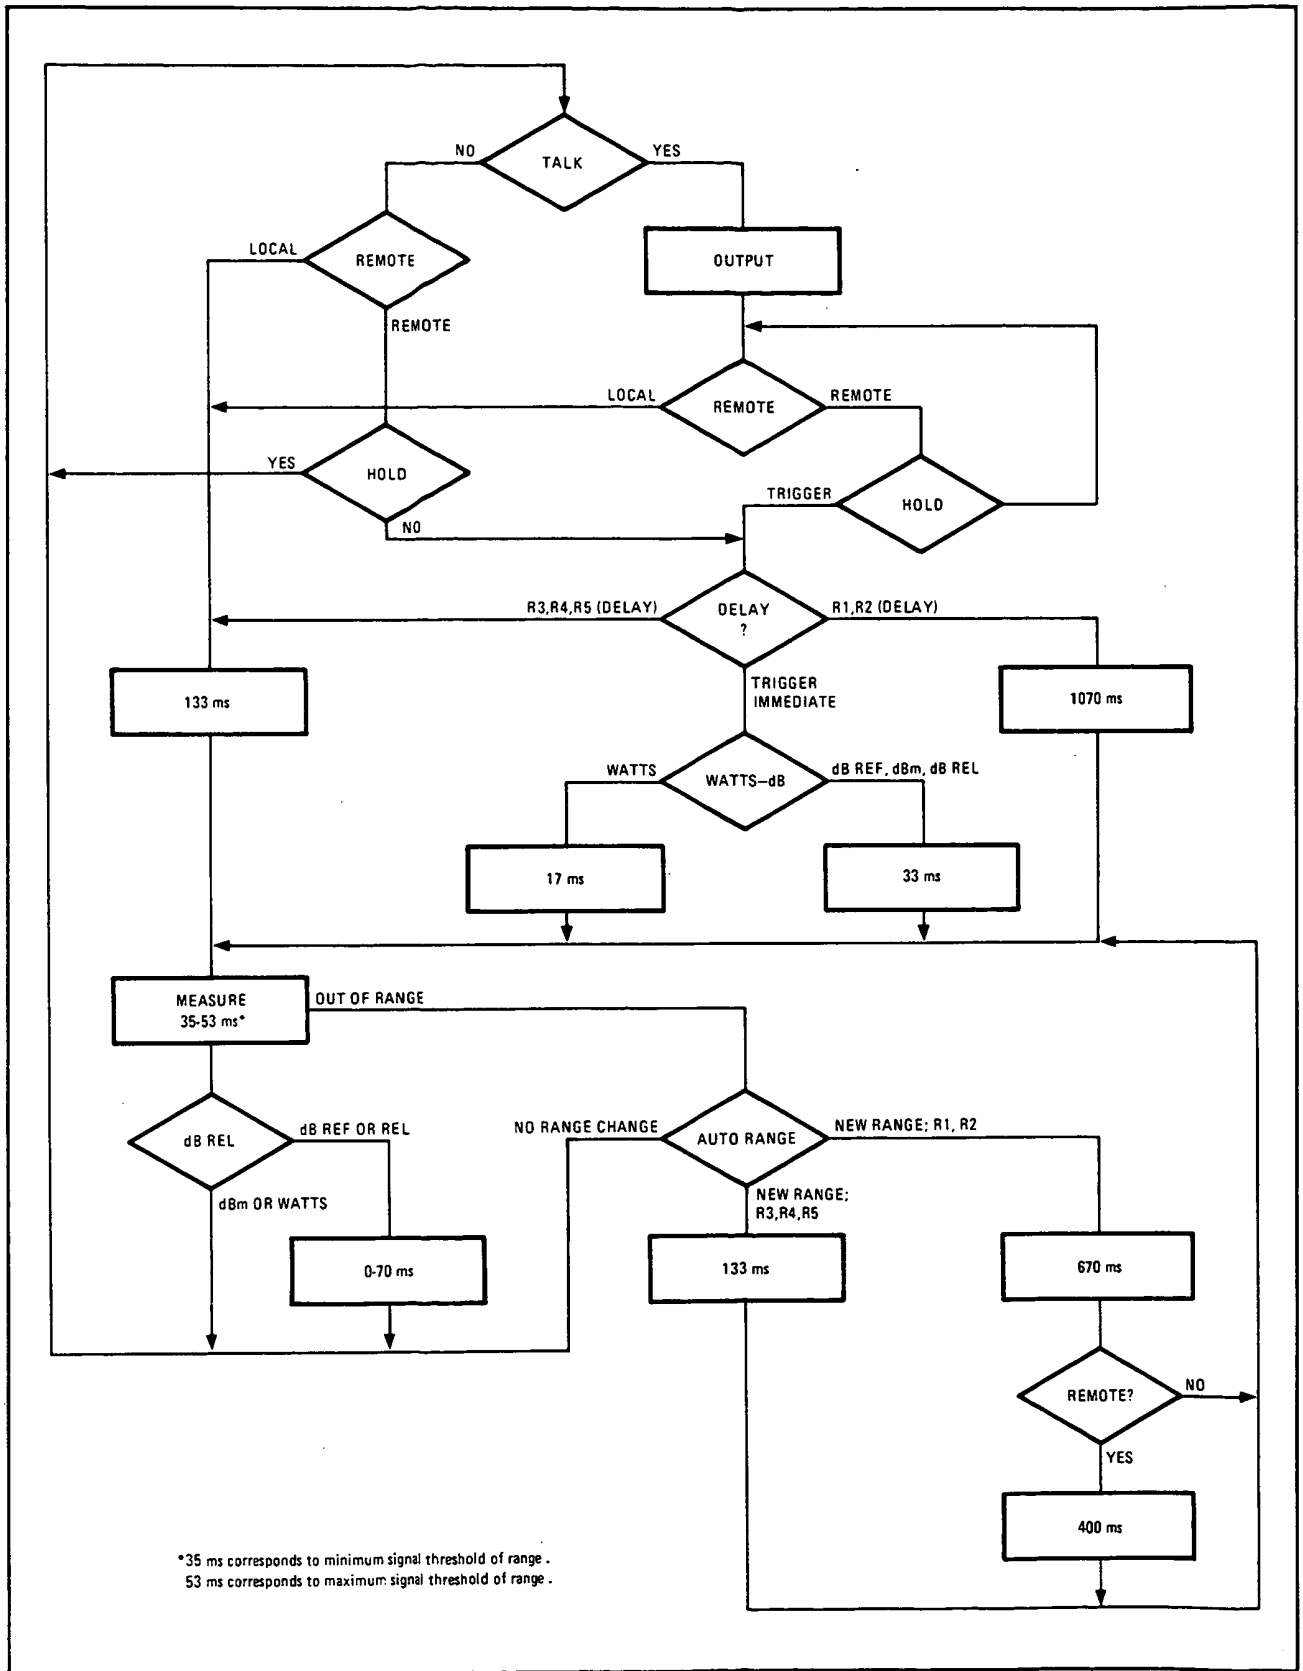 NO
TALK
YES
LOCAL
REMOTE
OUTPUT
REMOTE
LOCAL
REMOTE
REMOTE
YES
HOLD
TRIGGER
HOLD
NO
R3,R4,R5 (DELAY)
DELAY
?
R1,R2 (DELAY)
133 ms
TRIGGER
IMMEDIATE
1070 ms
WATTS
WATTS–dB
dB REF, dBm, dB REL
17 ms
33 ms
MEASURE
35-53 ms*
OUT OF RANGE
dB REL
dB REF OR REL
NO RANGE CHANGE
AUTO RANGE
NEW RANGE; R1, R2
dBm OR WATTS
NEW RANGE;
R3,R4,R5
0-70 ms
133 ms
670 ms
REMOTE?
NO
YES
400 ms
*35 ms corresponds to minimum signal threshold of range.
53 ms corresponds to maximum signal threshold of range.